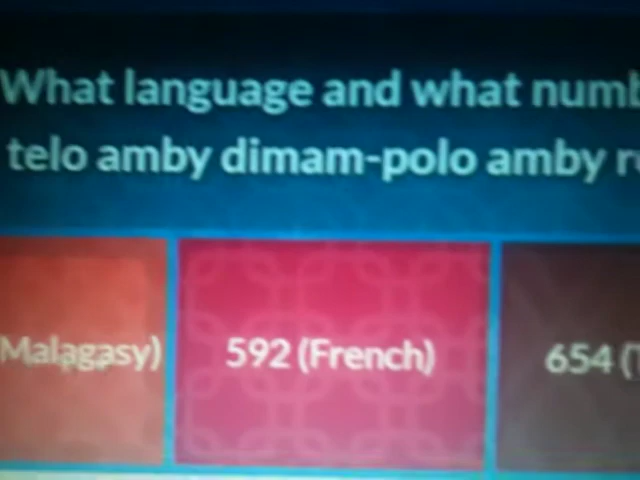 What language and what numb
telo amby dimam-polo amby r
Malagasy) 592 (French) 654 (